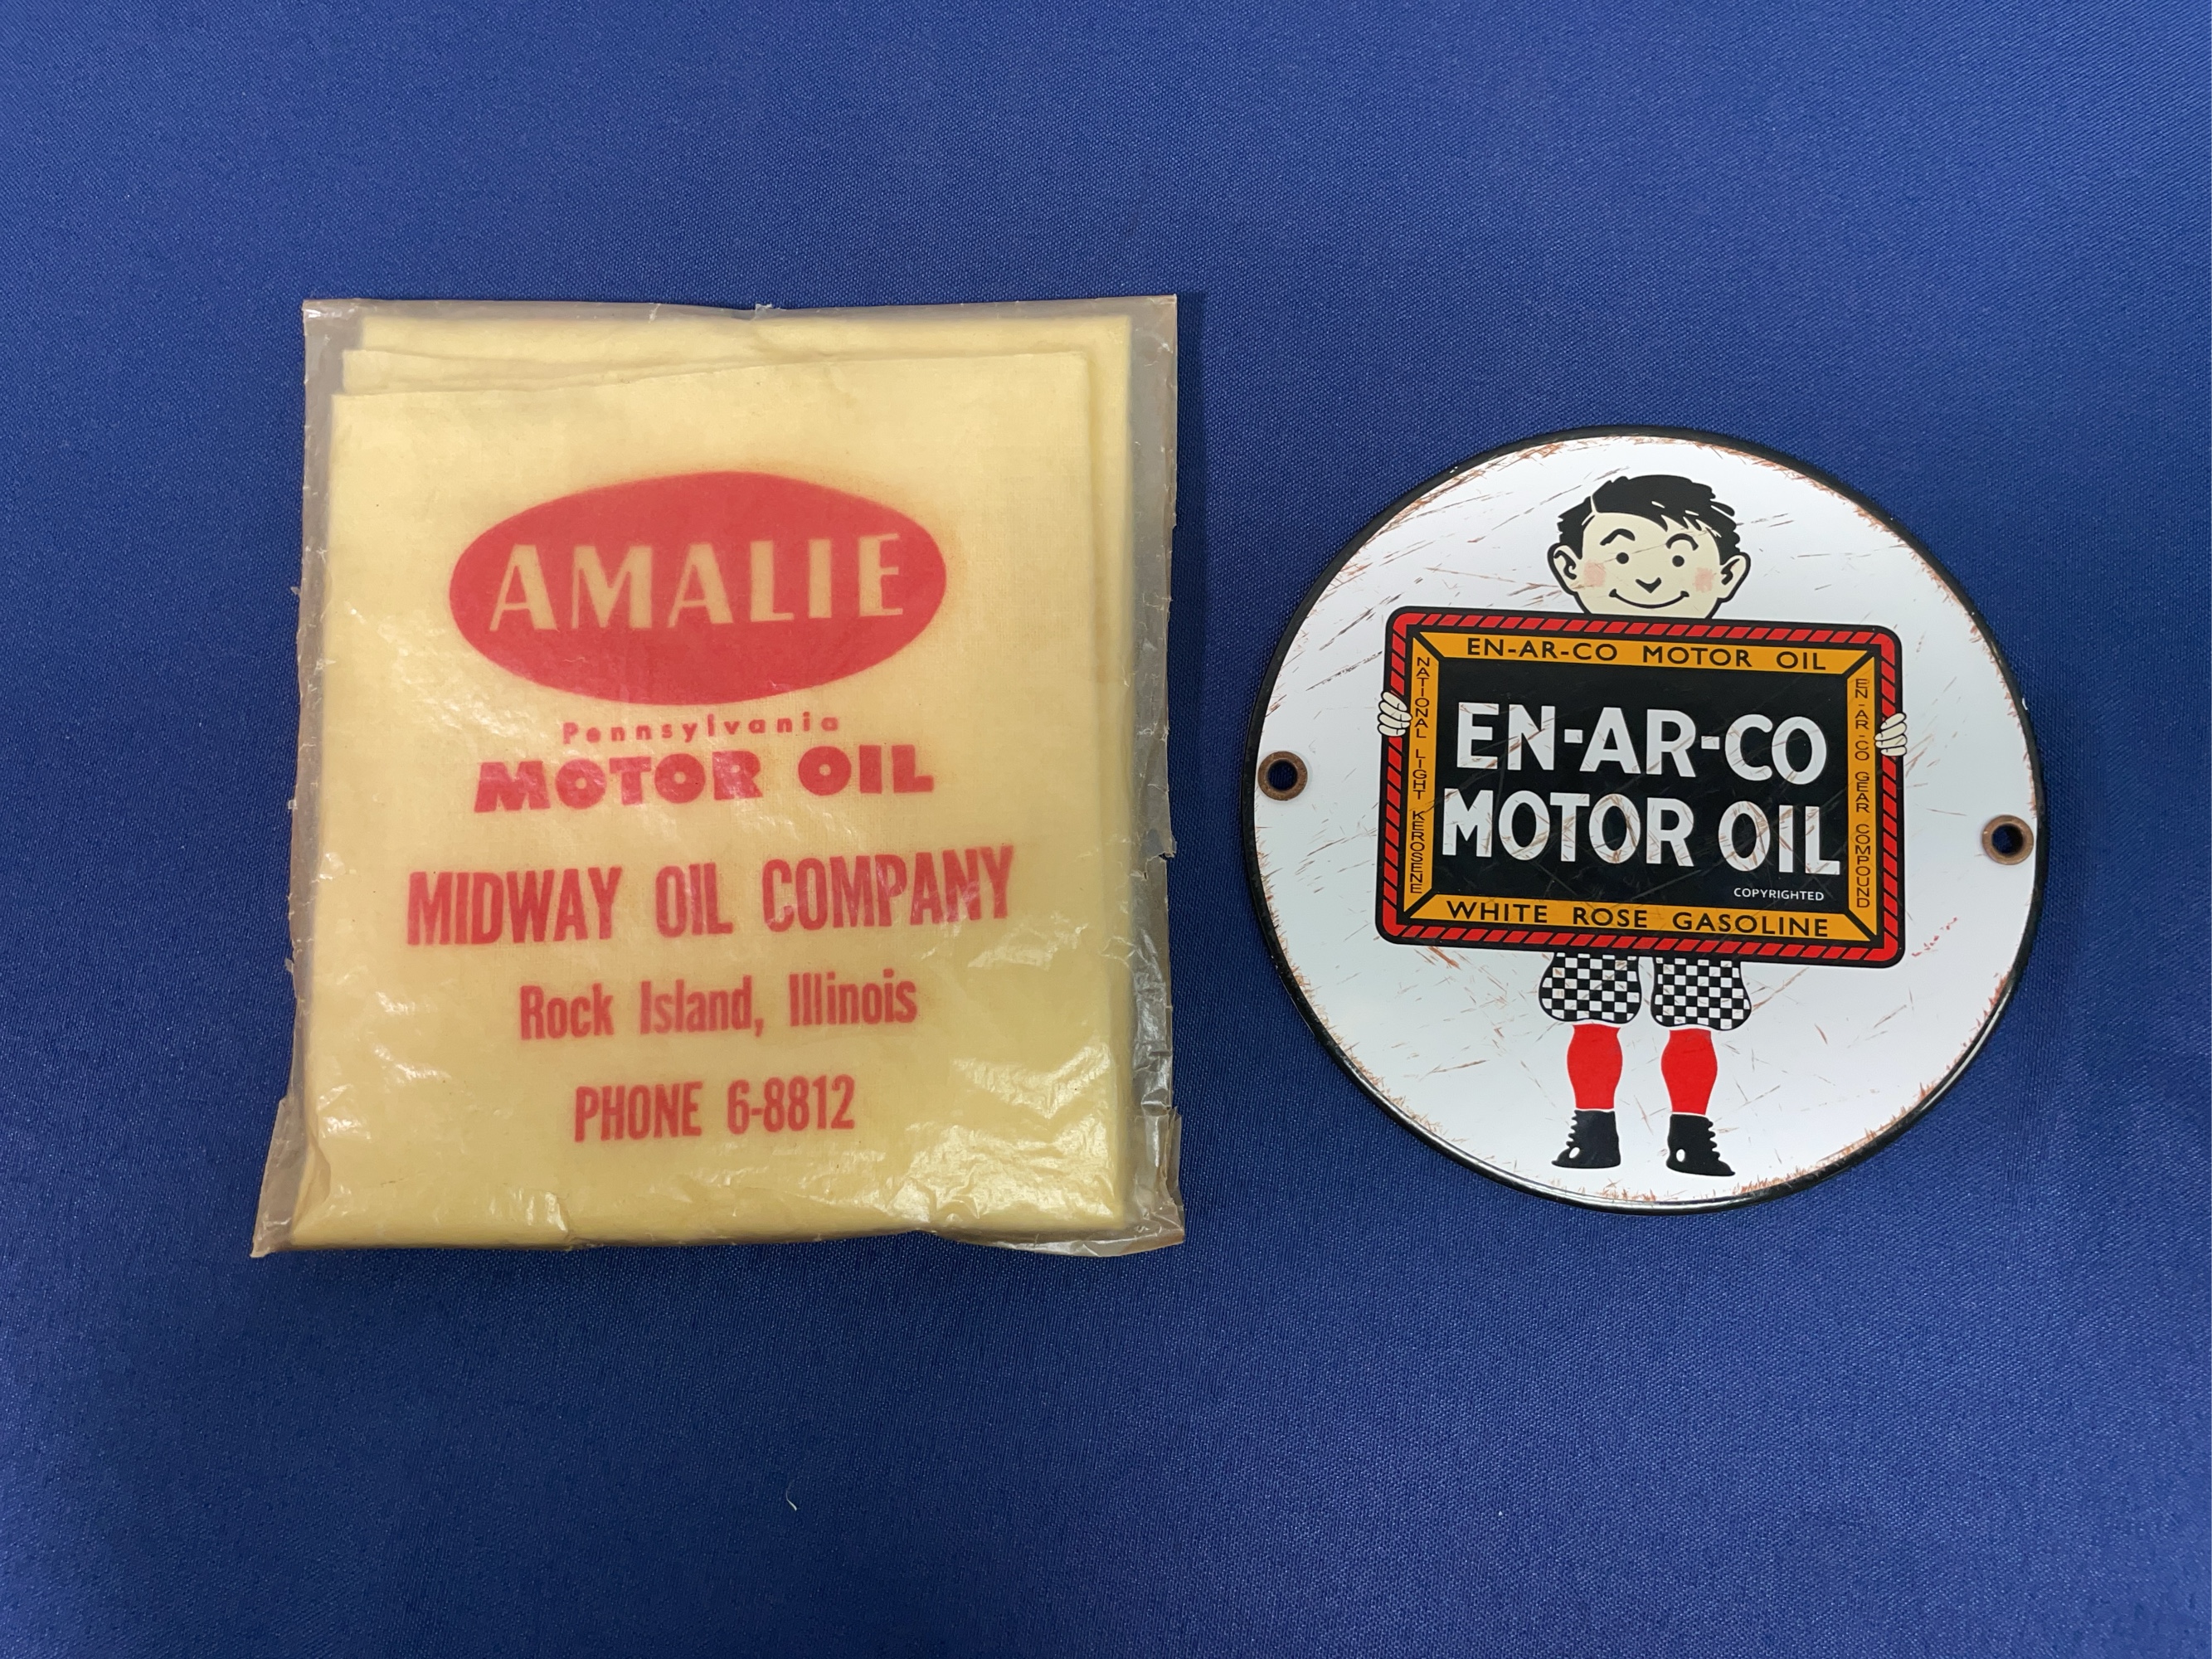 AMALIE
Pennsylvania
MOTOR OIL
MIDWAY OIL COMPANY
Rock Island, Illinois
PHONE 6-8812
EN-AR-CO MOTOR OIL
NATIONAL LIGHT KEROSENE
EN-AR-CO
MOTOR OIL
COPYRIGHTED
EN-AR-CO GEAR COMPOUND
WHITE ROSE GASOLINE